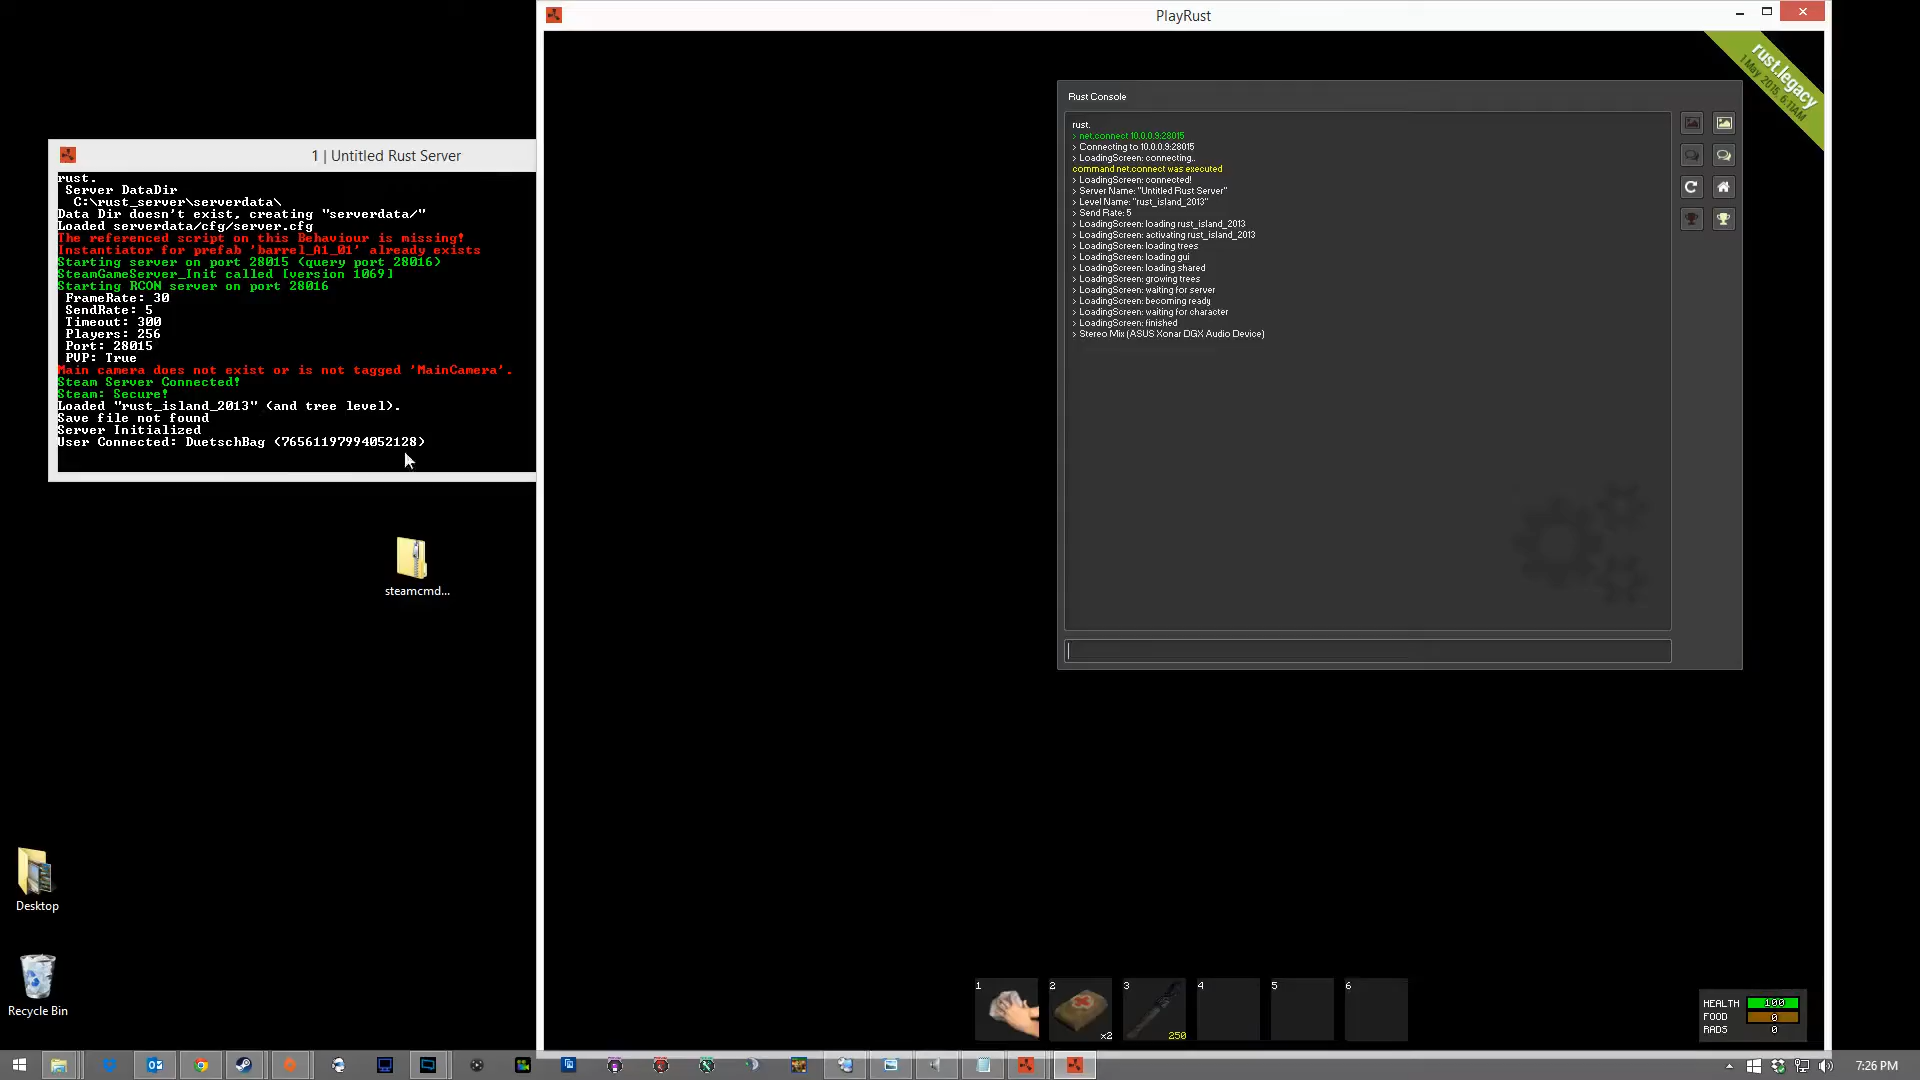 PlayRust
rust:legacy
1 May 2015, 6:11AM
Rust Console
rust.
> net.connect 10.0.0.9:28015
> Connecting to 10.0.0.9:28015
> LoadingScreen: connecting..
command net.connect was executed
> LoadingScreen: connected!
> Server Name: "Untitled Rust Server"
> Level Name: "rust_island_2013"
> Send Rate: 5
> LoadingScreen: loading rust_island_2013
> LoadingScreen: activating rust_island_2013
> LoadingScreen: loading trees
> LoadingScreen: loading gui
> LoadingScreen: loading shared
> LoadingScreen: growing trees
> LoadingScreen: waiting for server
> LoadingScreen: becoming ready
> LoadingScreen: waiting for character
> LoadingScreen: finished
> Stereo Mix (ASUS Xonar DGX Audio Device)
1 | Untitled Rust Server
rust.
Server DataDir
C:\rust_server\serverdata\
Data Dir doesn't exist, creating "serverdata/"
Loaded serverdata/cfg/server.cfg
The referenced script on this Behaviour is missing!
Instantiator for prefab 'barrel_A1_01' already exists
Starting server on port 28015 (query port 28016)
SteamGameServer_Init called [version 1069]
Starting RCON server on port 28016
FrameRate: 30
SendRate: 5
Timeout: 300
Players: 256
Port: 28015
PVP: True
Main camera does not exist or is not tagged 'MainCamera'.
Steam Server Connected!
Steam: Secure!
Loaded "rust_island_2013" (and tree level).
Save file not found
Server Initialized
User Connected: DuetschBag (76561197994052128)
steamcmd...
Desktop
Recycle Bin
1
2
3
4
5
6
x2
250
HEALTH 100
FOOD 0
RADS 0
7:26 PM